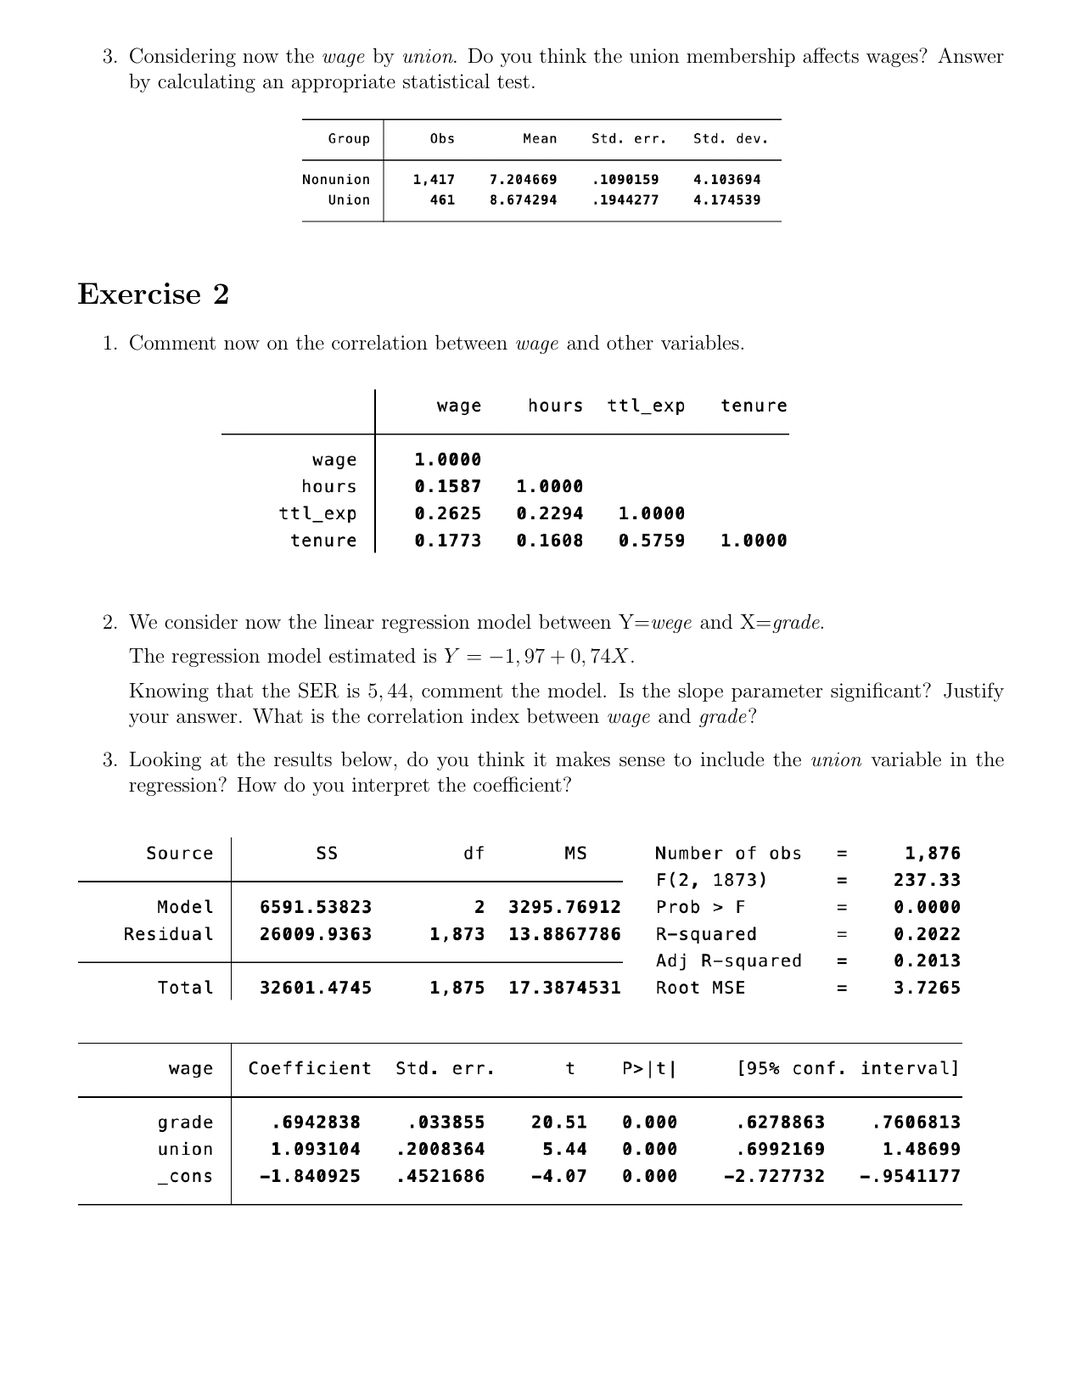 3. Considering now the wage by union. Do you think the union membership affects wages? Answer
by calculating an appropriate statistical test.
Group Obs Mean Std. err. Std. dev.
Nonunion 1,417 7.204669 .1090159 4.103694
Union 461 8.674294 .1944277 4.174539
Exercise 2
1. Comment now on the correlation between wage and other variables.
wage hours ttl_exp tenure
wage 1.0000
hours 0.1587 1.0000
ttl_exp 0.2625 0.2294 1.0000
tenure 0.1773 0.1608 0.5759 1.0000
2. We consider now the linear regression model between Y=wege and X=grade.
The regression model estimated is Y = −1, 97 + 0, 74X.
Knowing that the SER is 5, 44, comment the model. Is the slope parameter significant? Justify
your answer. What is the correlation index between wage and grade?
3. Looking at the results below, do you think it makes sense to include the union variable in the
regression? How do you interpret the coefficient?
Source SS df MS Number of obs = 1,876
F(2, 1873) = 237.33
Model 6591.53823 2 3295.76912 Prob > F = 0.0000
Residual 26009.9363 1,873 13.8867786 R-squared = 0.2022
Adj R-squared = 0.2013
Total 32601.4745 1,875 17.3874531 Root MSE = 3.7265
wage Coefficient Std. err. t P>|t| [95% conf. interval]
grade .6942838 .033855 20.51 0.000 .6278863 .7606813
union 1.093104 .2008364 5.44 0.000 .6992169 1.48699
_cons −1.840925 .4521686 −4.07 0.000 −2.727732 −.9541177